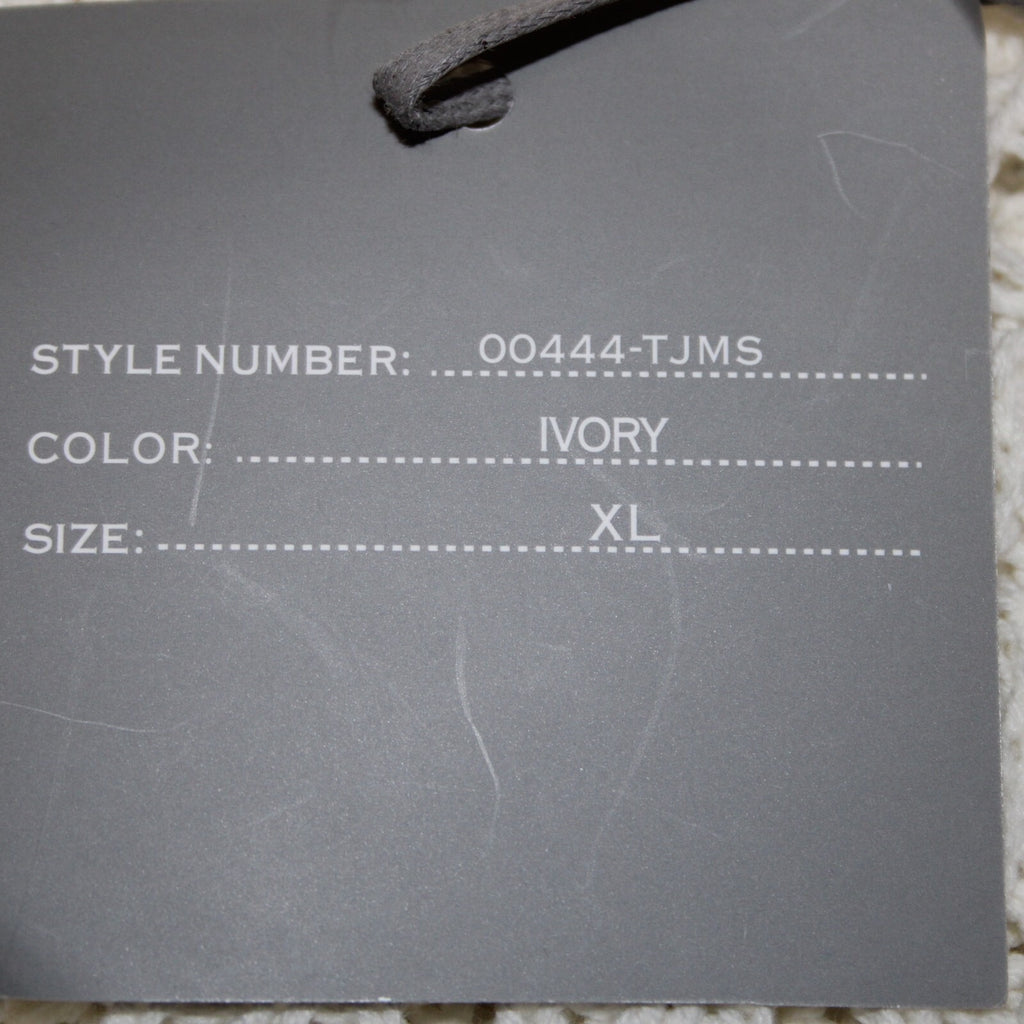 STYLE NUMBER: 00444-TJMS
COLOR: IVORY
SIZE: XL